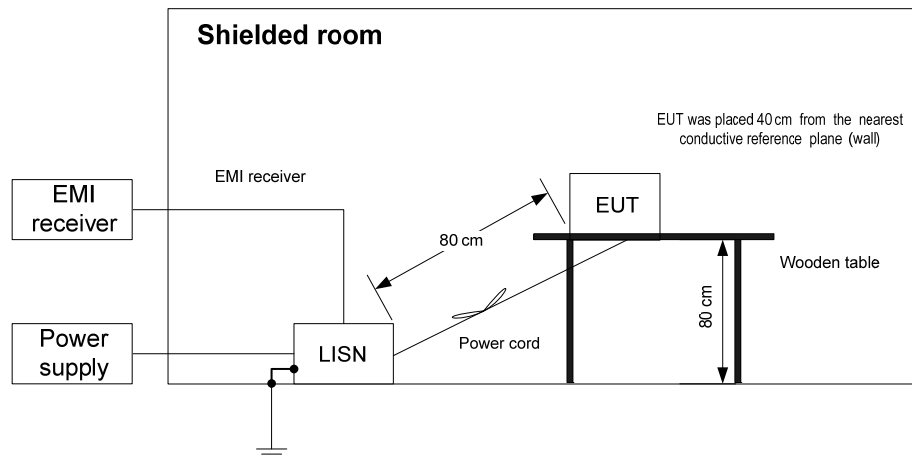 Shielded room
EUT was placed 40 cm from the nearest
conductive reference plane (wall)
EMI receiver
EMI
receiver
EUT
80 cm
Wooden table
80 cm
Power
supply
LISN
Power cord